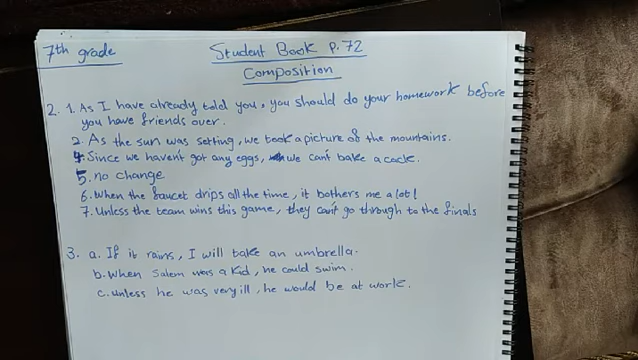 7th grade
Student Book p.72
Composition
2. 1. As I have already told you, you should do your homework before
you have friends over.
2. As the sun was setting, we took a picture of the mountains.
4. Since we haven't got any eggs, we can't bake a cack.
5. no change
6. When the faucet drips all the time, it bothers me a lot!
7. Unless the team wins this game, they can't go through to the finals
3. a. If it rains, I will take an umbrella.
b. When Salem was a kid, he could swim.
c. unless he was very ill, he would be at work.